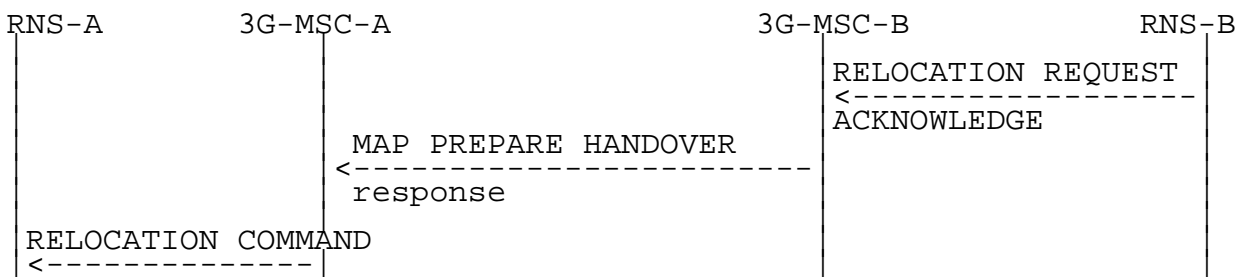 RNS-A 3G-MSC-A 3G-MSC-B RNS-B
RELOCATION REQUEST
ACKNOWLEDGE
MAP PREPARE HANDOVER
response
RELOCATION COMMAND